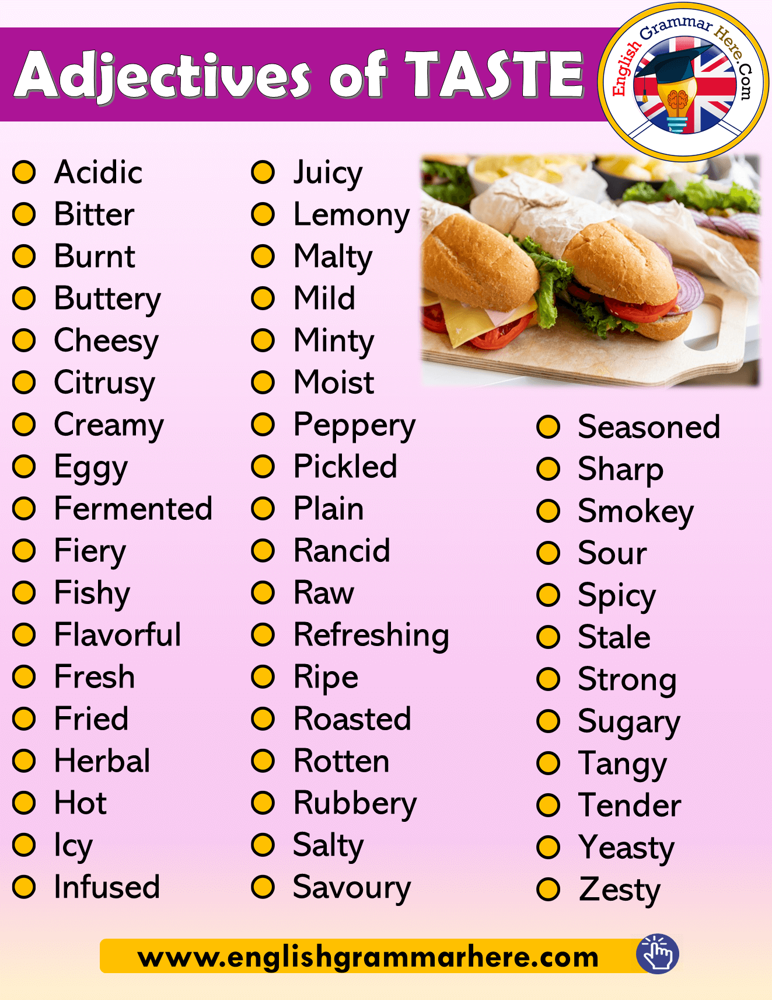 Adjectives of TASTE
English Grammar Here.Com
Acidic
Bitter
Burnt
Buttery
Cheesy
Citrusy
Creamy
Eggy
Fermented
Fiery
Fishy
Flavorful
Fresh
Fried
Herbal
Hot
Icy
Infused
Juicy
Lemony
Malty
Mild
Minty
Moist
Peppery
Pickled
Plain
Rancid
Raw
Refreshing
Ripe
Roasted
Rotten
Rubbery
Salty
Savoury
Seasoned
Sharp
Smokey
Sour
Spicy
Stale
Strong
Sugary
Tangy
Tender
Yeasty
Zesty
www.englishgrammarhere.com